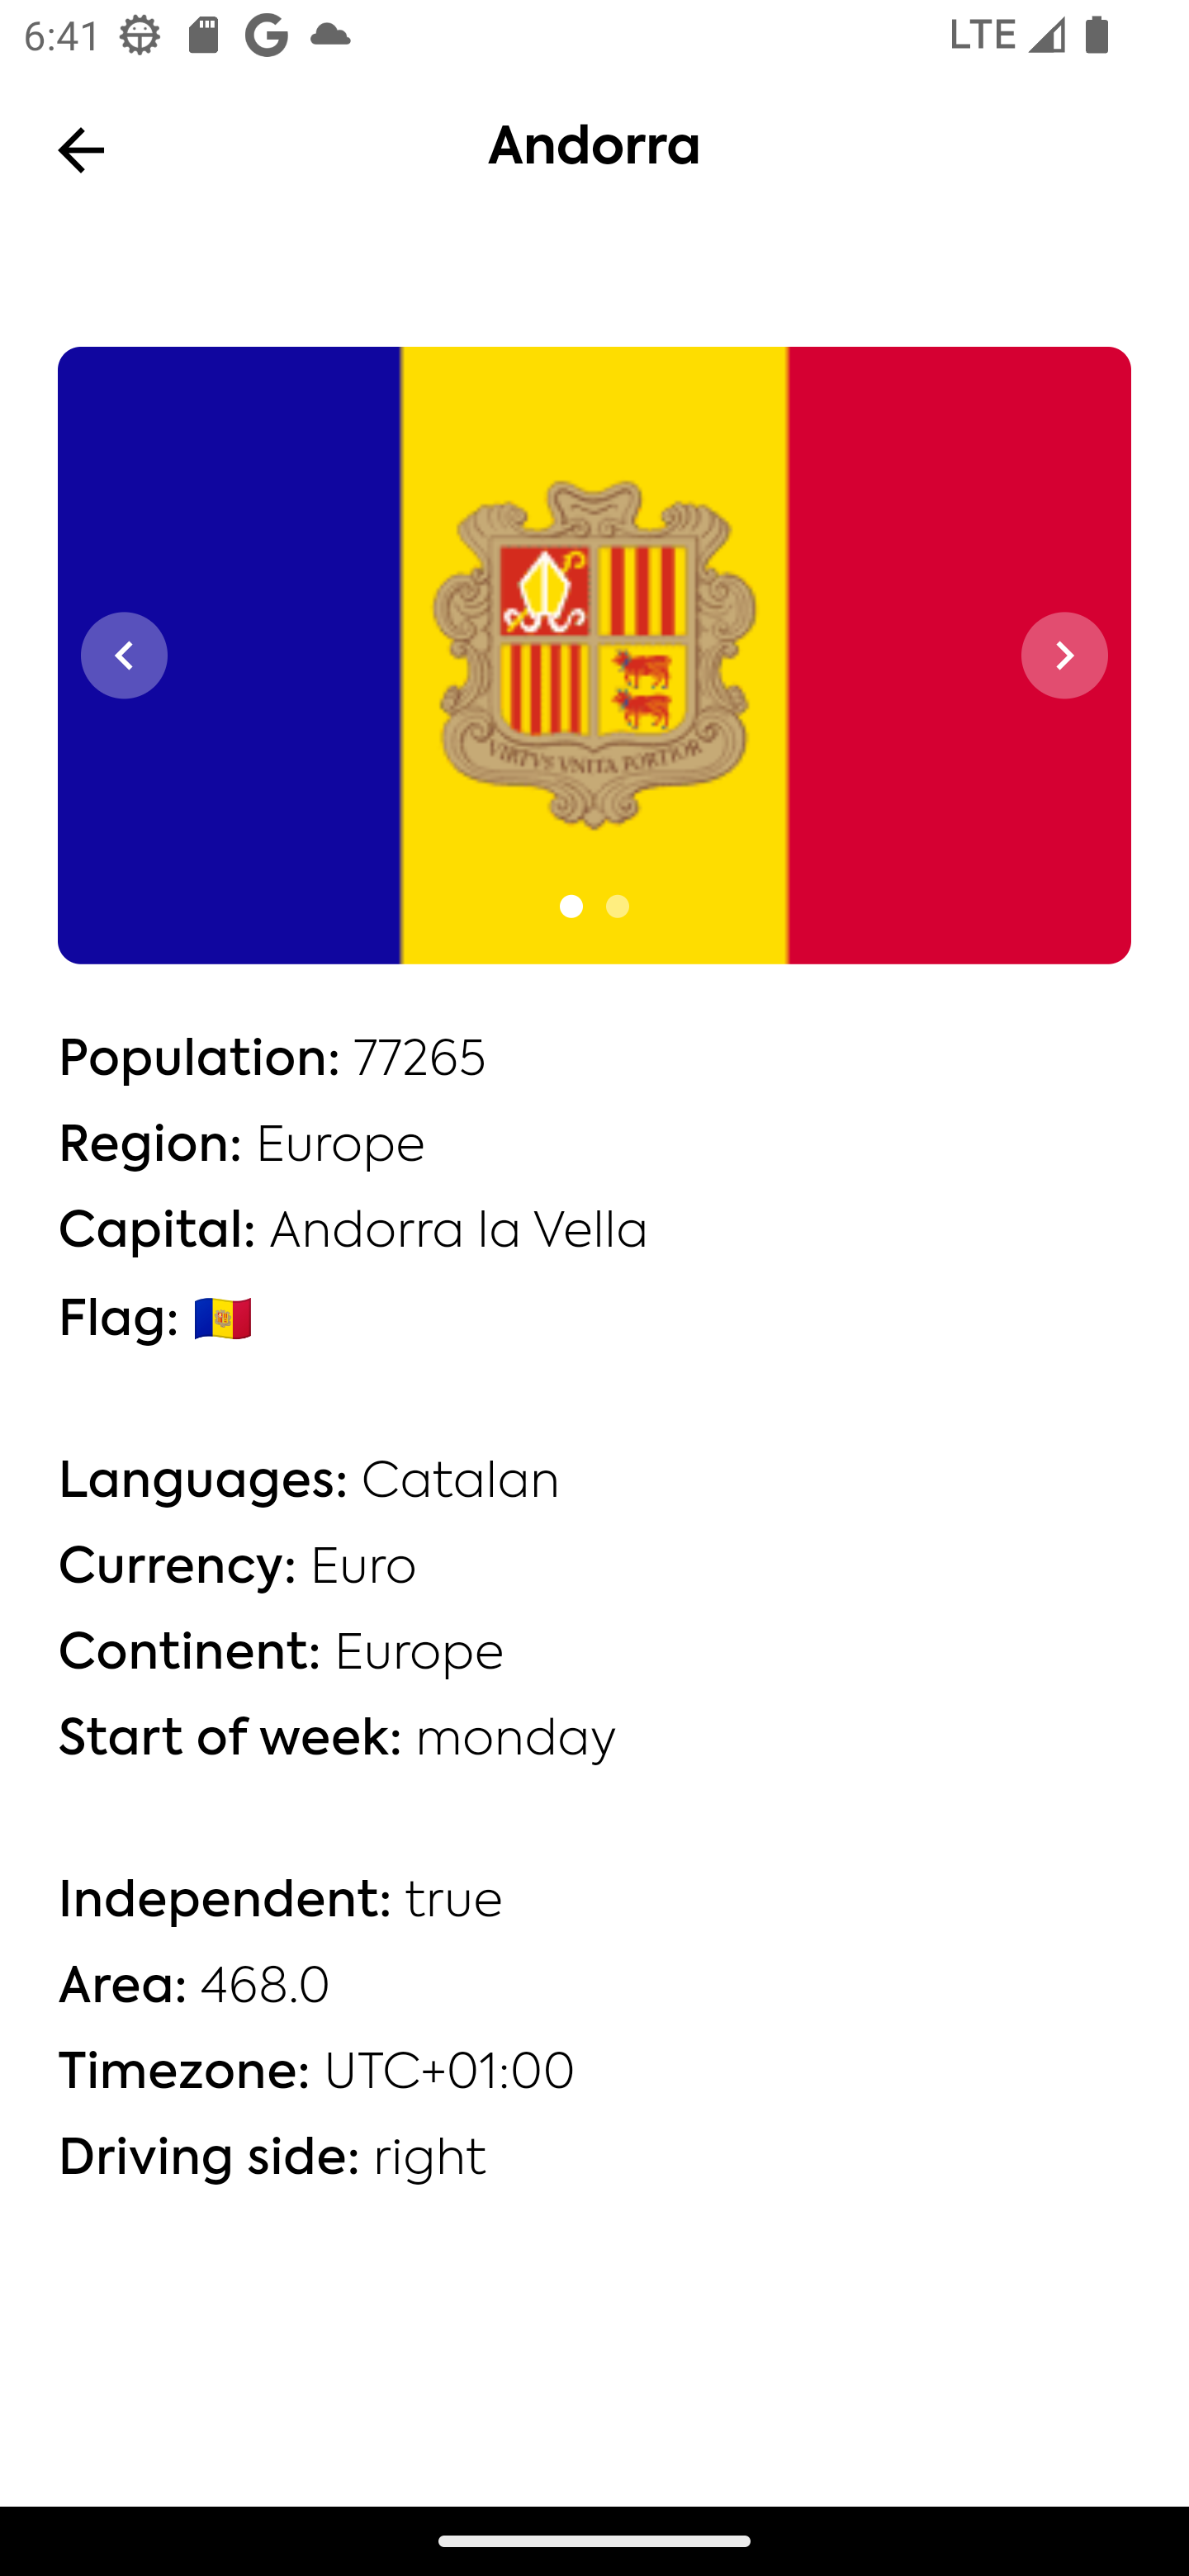 6:41 LTE
Andorra
VIRTVS VNITA FORTIOR
Population: 77265
Region: Europe
Capital: Andorra la Vella
Flag: 🇦🇩
Languages: Catalan
Currency: Euro
Continent: Europe
Start of week: monday
Independent: true
Area: 468.0
Timezone: UTC+01:00
Driving side: right